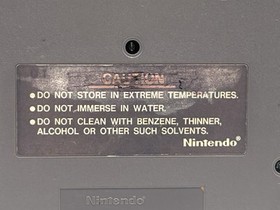 CAUTION
●DO NOT STORE IN EXTREME TEMPERATURES.
●DO NOT IMMERSE IN WATER.
●DO NOT CLEAN WITH BENZENE, THINNER,
ALCOHOL OR OTHER SUCH SOLVENTS.
Nintendo®